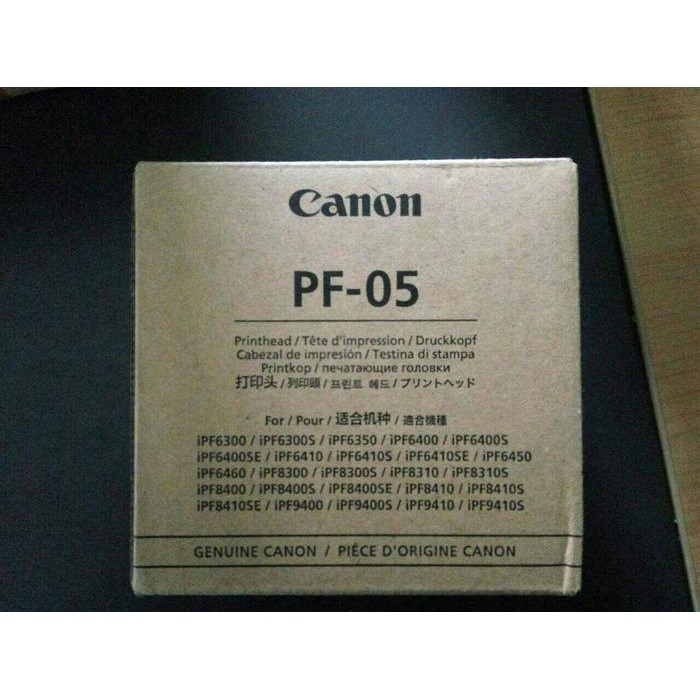 Canon
PF-05
Printhead / Tête d'impression / Druckkopf
Cabezal de impresión / Testina di stampa
Printkop / печатающие головки
打印头 / 列印頭 / 프린트 헤드 / プリントヘッド
For / Pour / 适合机种 / 適合機種
iPF6300 / iPF6300S / iPF6350 / iPF6400 / iPF6400S
iPF6400SE / iPF6410 / iPF6410S / iPF6410SE / iPF6450
iPF6460 / iPF8300 / iPF8300S / iPF8310 / iPF8310S
iPF8400 / iPF8400S / iPF8400SE / iPF8410 / iPF8410S
iPF8410SE / iPF9400 / iPF9400S / iPF9410 / iPF9410S
GENUINE CANON / PIÉCE D'ORIGINE CANON